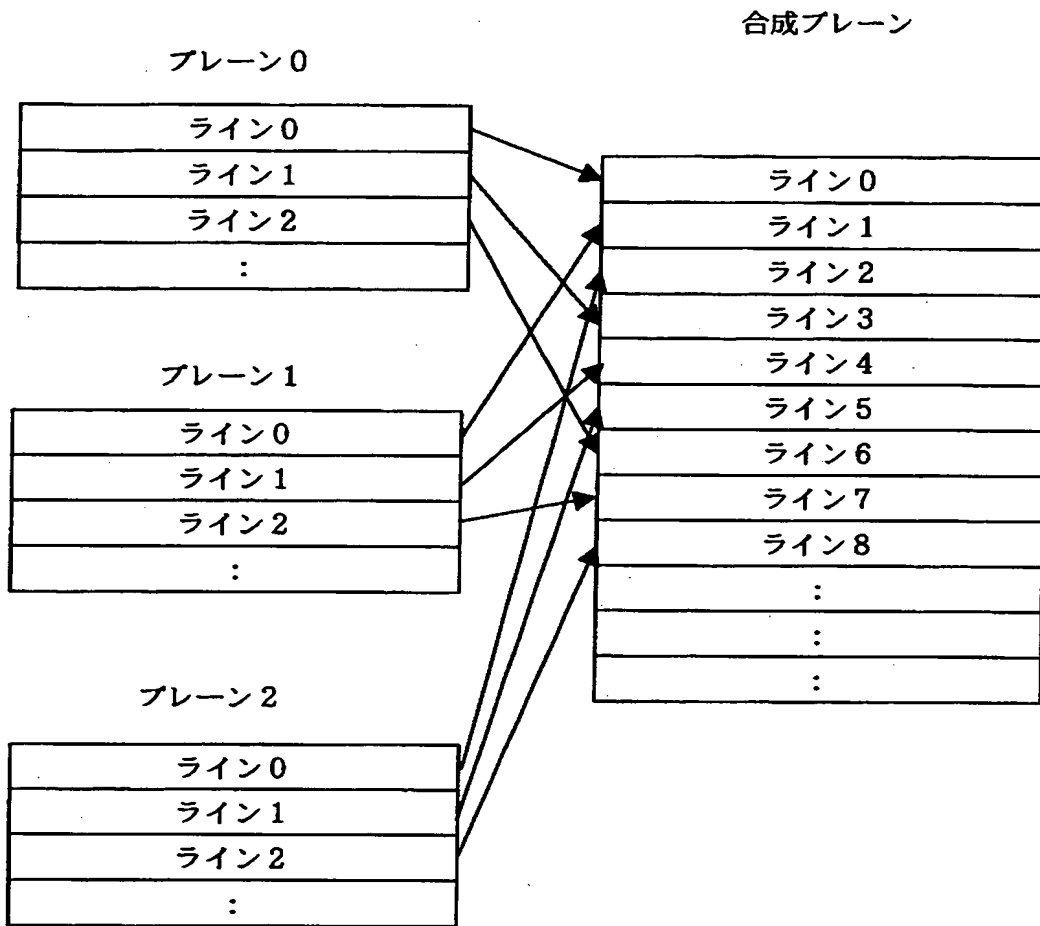 合成プレーン
プレーン0
ライン0
ライン1
ライン2
:
プレーン1
ライン0
ライン1
ライン2
:
プレーン2
ライン0
ライン1
ライン2
:
ライン0
ライン1
ライン2
ライン3
ライン4
ライン5
ライン6
ライン7
ライン8
:
:
: